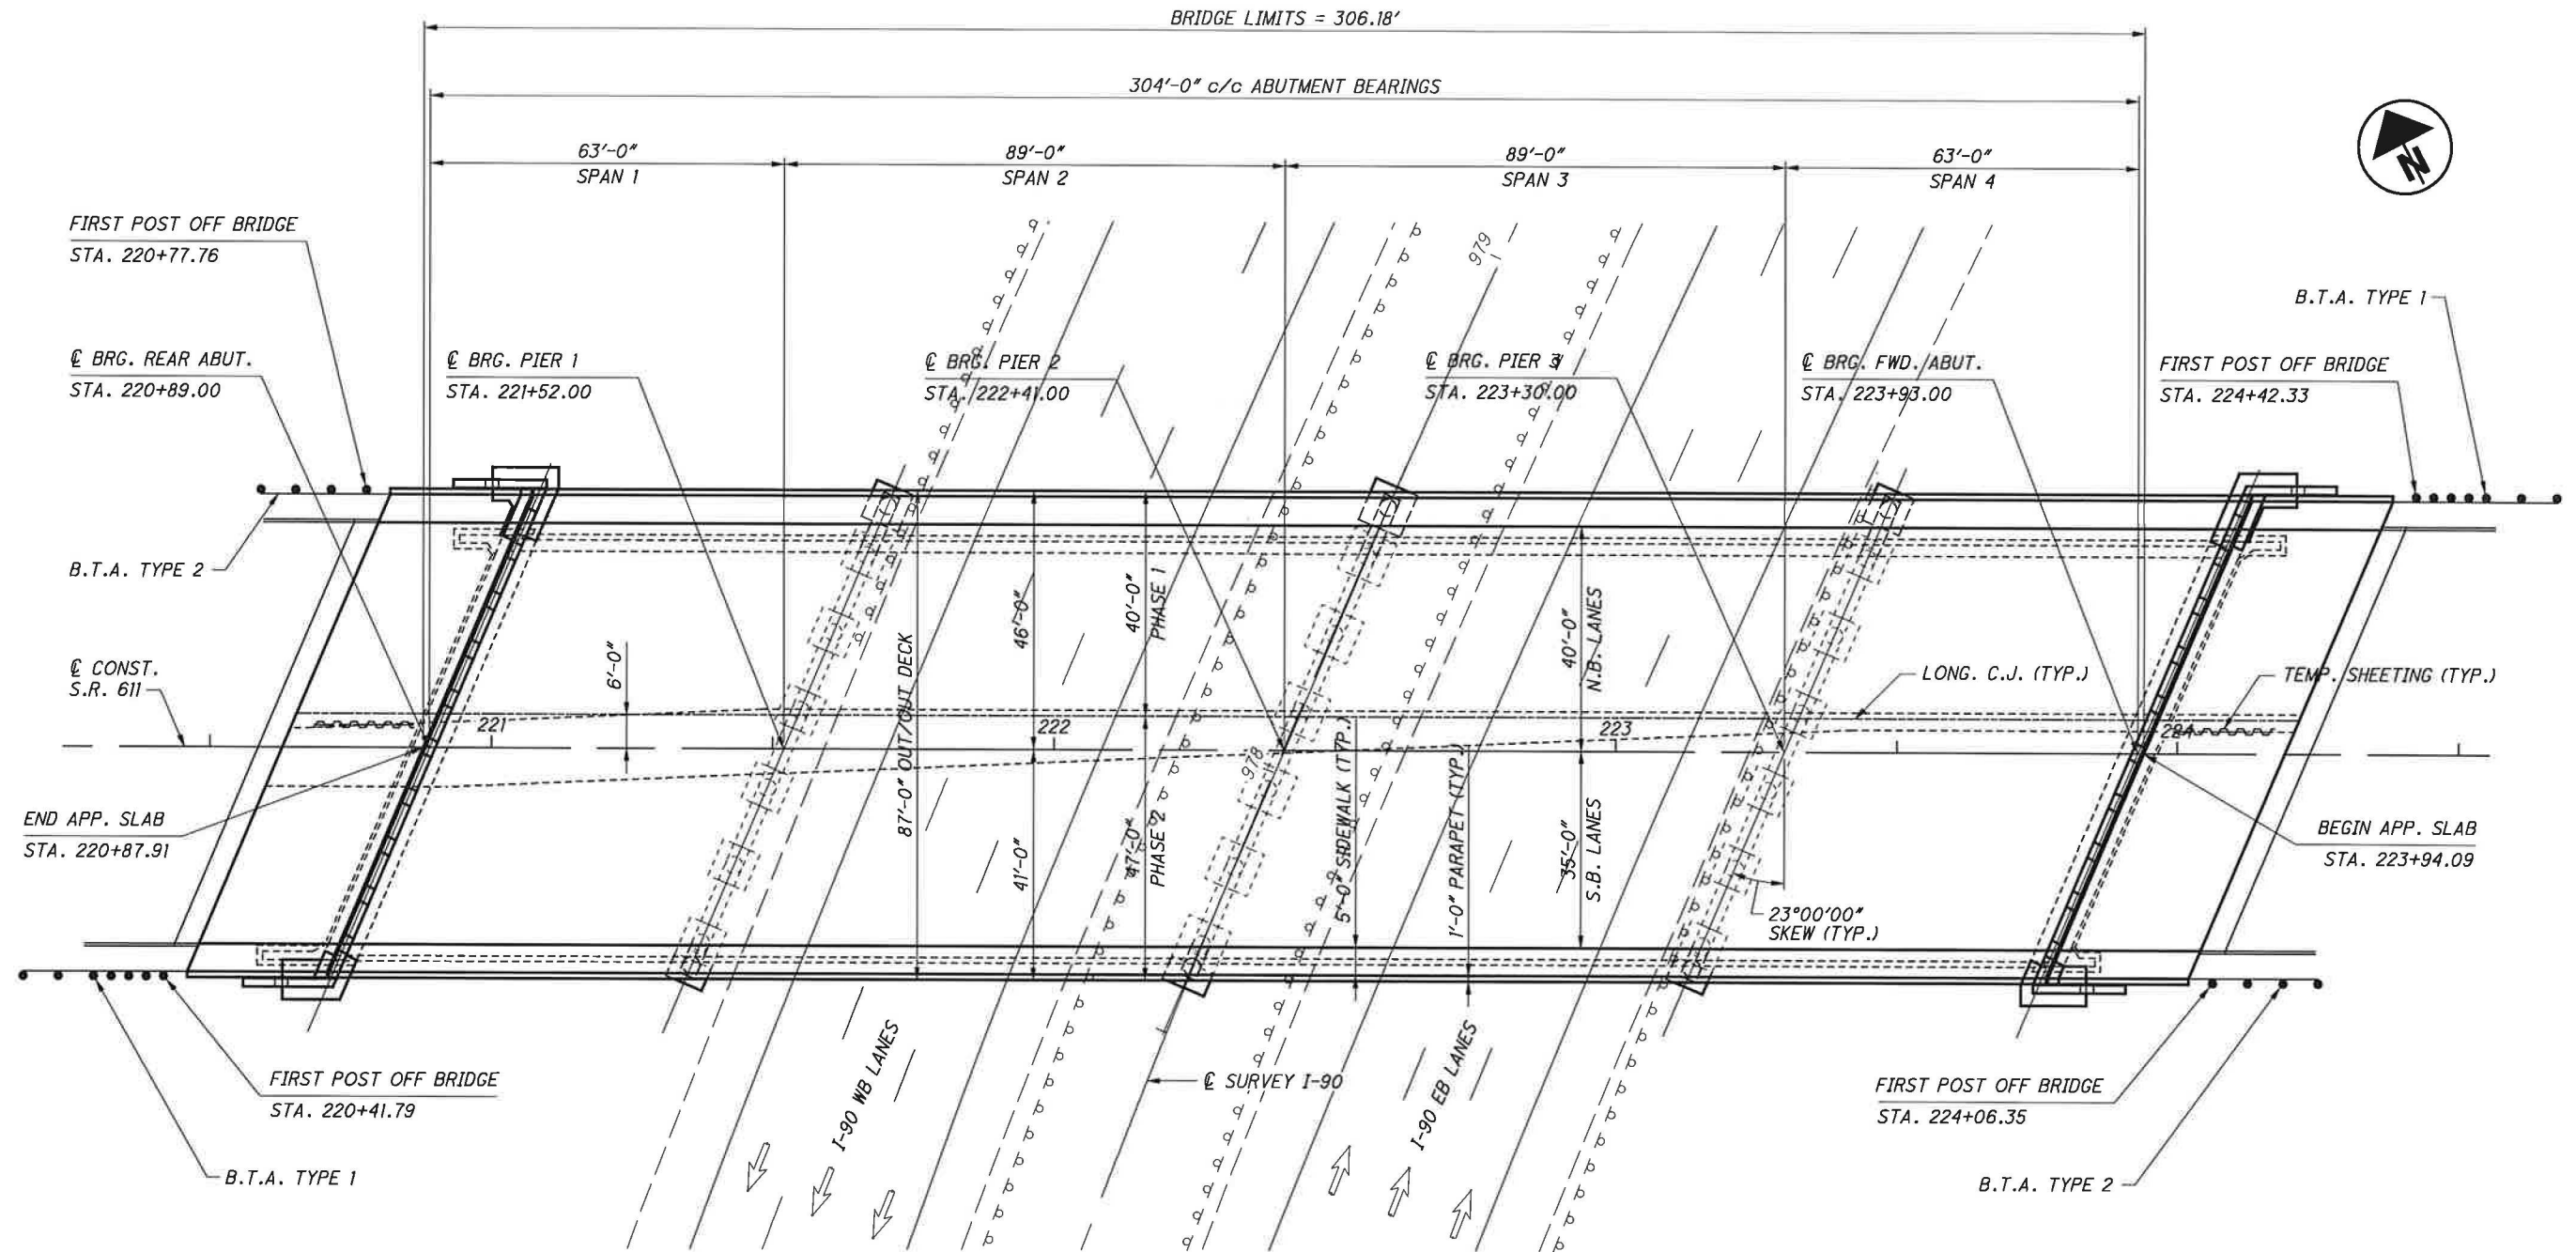 BRIDGE LIMITS = 306.18'
304'-0" c/c ABUTMENT BEARINGS
63'-0"
SPAN 1
89'-0"
SPAN 2
89'-0"
SPAN 3
63'-0"
SPAN 4
N
FIRST POST OFF BRIDGE
STA. 220+77.76
979
B.T.A. TYPE 1
℄ BRG. REAR ABUT.
STA. 220+89.00
℄ BRG. PIER 1
STA. 221+52.00
℄ BRG. PIER 2
STA. 222+41.00
℄ BRG. PIER 3
STA. 223+30.00
℄ BRG. FWD. ABUT.
STA. 223+93.00
FIRST POST OFF BRIDGE
STA. 224+42.33
B.T.A. TYPE 2
℄ CONST.
S.R. 611
6'-0"
87'-0" OUT/OUT DECK
46'-0"
41'-0"
40'-0"
PHASE 1
47'-0"
PHASE 2
40'-0"
N.B. LANES
35'-0"
S.B. LANES
5'-0" SIDEWALK (TYP.)
1'-0" PARAPET (TYP.)
LONG. C.J. (TYP.)
TEMP. SHEETING (TYP.)
221
222
223
224
978
END APP. SLAB
STA. 220+87.91
BEGIN APP. SLAB
STA. 223+94.09
23°00'00"
SKEW (TYP.)
FIRST POST OFF BRIDGE
STA. 220+41.79
I-90 WB LANES
℄ SURVEY I-90
I-90 EB LANES
FIRST POST OFF BRIDGE
STA. 224+06.35
B.T.A. TYPE 1
B.T.A. TYPE 2